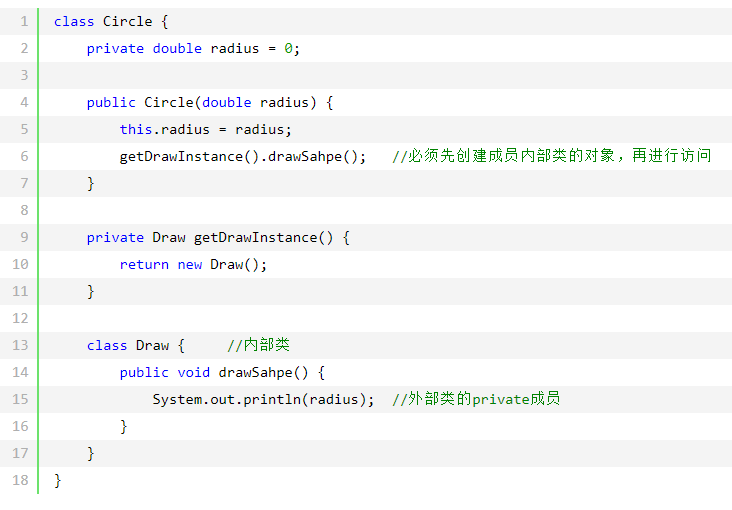 1 class Circle {
2     private double radius = 0;
3
4     public Circle(double radius) {
5         this.radius = radius;
6         getDrawInstance().drawSahpe();   //必须先创建成员内部类的对象，再进行访问
7     }
8
9     private Draw getDrawInstance() {
10         return new Draw();
11     }
12
13     class Draw {     //内部类
14         public void drawSahpe() {
15             System.out.println(radius);  //外部类的private成员
16         }
17     }
18 }